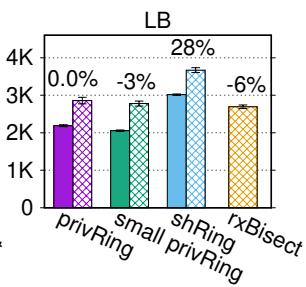 LB
4K
3K
2K
1K
0
0.0%
-3%
28%
-6%
privRing
small privRing
shRing
rxBisect